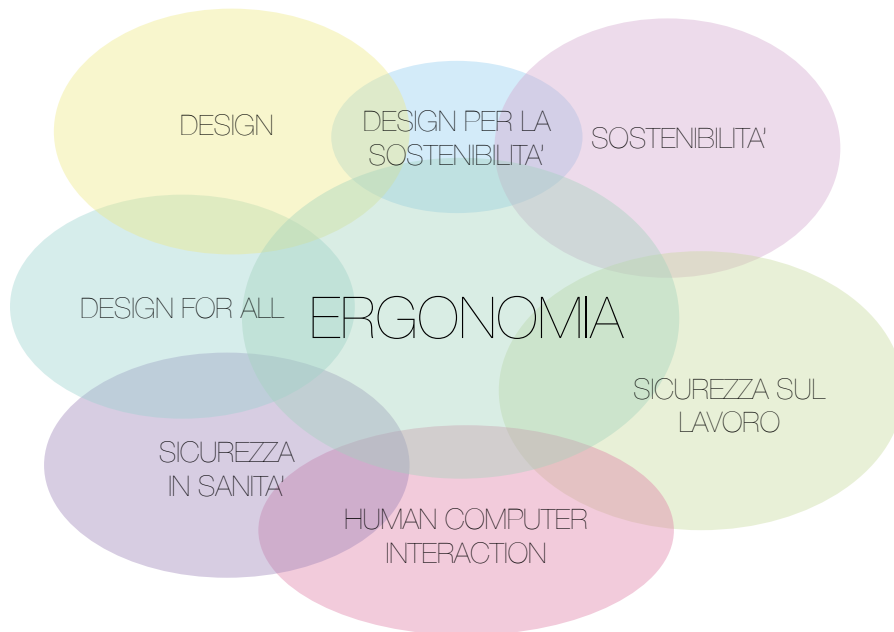 DESIGN
DESIGN PER LA
SOSTENIBILITA'
SOSTENIBILITA'
DESIGN FOR ALL
ERGONOMIA
SICUREZZA SUL
LAVORO
SICUREZZA
IN SANITA'
HUMAN COMPUTER
INTERACTION